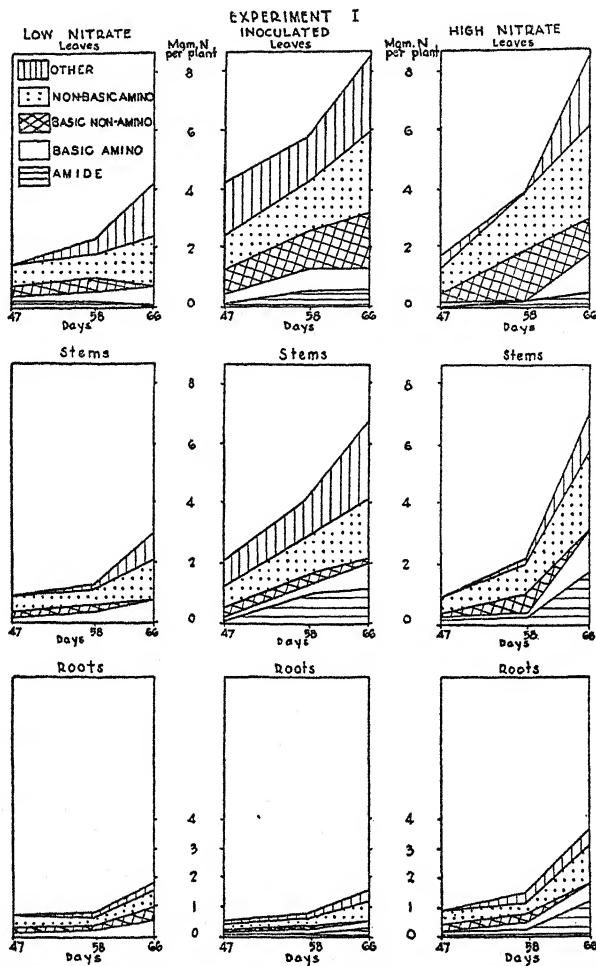 EXPERIMENT I
LOW NITRATE
Leaves
Mgm. N
per plant
INOCULATED
Leaves
Mgm. N
per plant
HIGH NITRATE
Leaves
OTHER
NON-BASIC AMINO
BASIC NON-AMINO
BASIC AMINO
AMIDE
8
6
4
2
0
8
6
4
2
0
47 58 66
Days
47 58 66
Days
47 58 66
Days
Stems
Stems
Stems
8
6
4
2
0
8
6
4
2
0
47 58 66
Days
47 58 66
Days
47 58 66
Days
Roots
Roots
Roots
4
3
2
1
0
4
3
2
1
0
47 58 66
Days
47 58 66
Days
47 58 66
Days